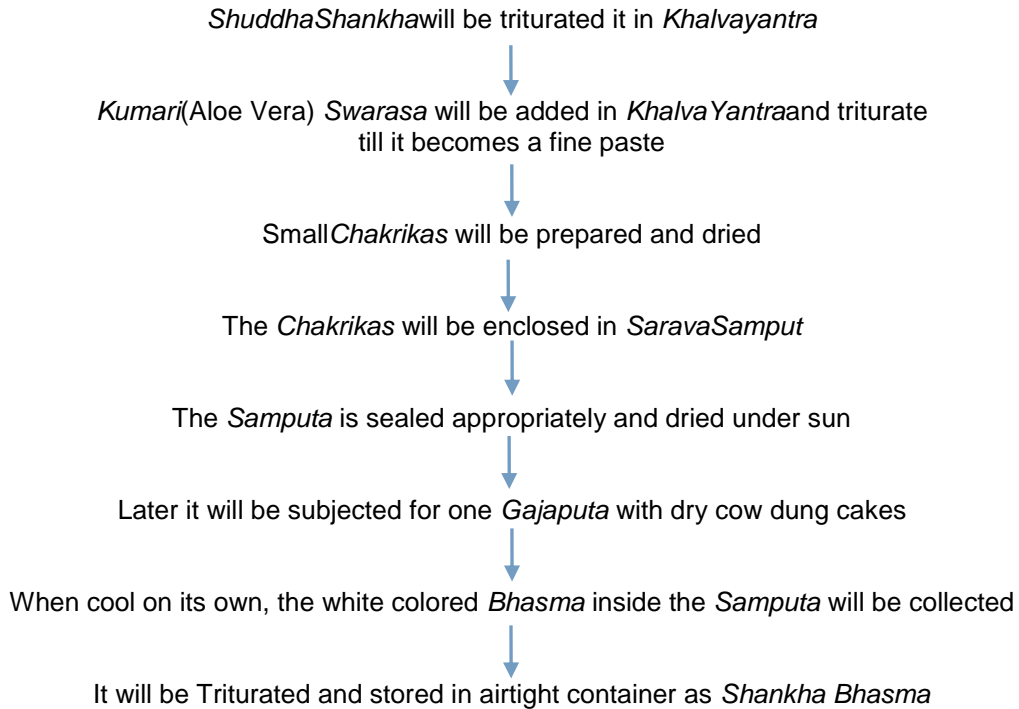 ShuddhaShankhawill be triturated it in Khalvayantra
Kumari(Aloe Vera) Swarasa will be added in KhalvaYantraand triturate
till it becomes a fine paste
SmallChakrikas will be prepared and dried
The Chakrikas will be enclosed in SaravaSamput
The Samputa is sealed appropriately and dried under sun
Later it will be subjected for one Gajaputa with dry cow dung cakes
When cool on its own, the white colored Bhasma inside the Samputa will be collected
It will be Triturated and stored in airtight container as Shankha Bhasma